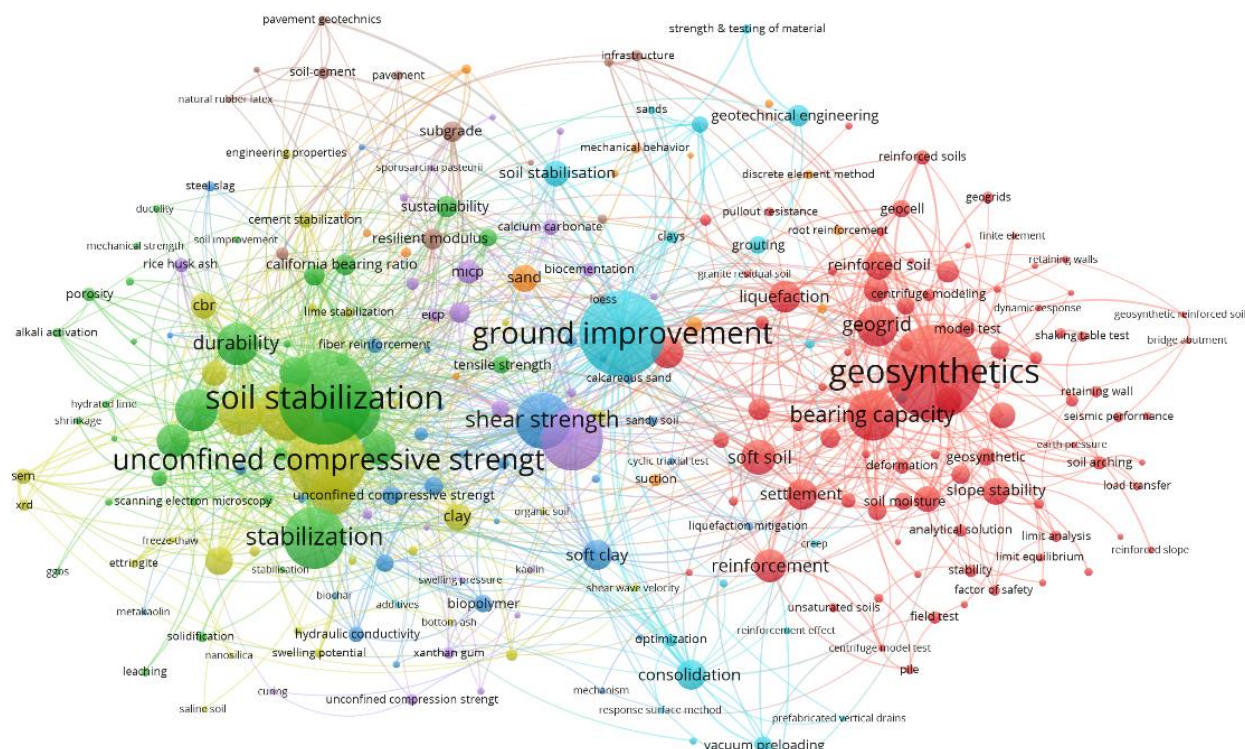 pavement geotechnics
strength & testing of material
infrastructure
soil-cement
pavement
natural rubber latex
sands
geotechnical engineering
subgrade
mechanical behavior
engineering properties
reinforced soils
sporosarcina pasteurii
soil stabilisation
discrete element method
steel slag
geogrids
ductility
sustainability
pullout resistance
geocell
cement stabilization
calcium carbonate
root reinforcement
mechanical strength
soil improvement
resilient modulus
clays
grouting
finite element
rice husk ash
california bearing ratio
micp
biocementation
retaining walls
sand
granite residual soil
reinforced soil
porosity
loess
liquefaction
centrifuge modeling
cbr
lime stabilization
eicp
dynamic response
geosynthetic reinforced soil
alkali activation
durability
fiber reinforcement
ground improvement
geogrid
model test
shaking table test
bridge abutment
tensile strength
calcareous sand
geosynthetics
soil stabilization
retaining wall
hydrated lime
shrinkage
shear strength
sandy soil
bearing capacity
seismic performance
earth pressure
unconfined compressive strengt
cyclic triaxial test
soft soil
deformation
geosynthetic
soil arching
sem
suction
load transfer
xrd
scanning electron microscopy
unconfined compressive strengt
settlement
soil moisture
slope stability
clay
organic soil
liquefaction mitigation
analytical solution
limit analysis
stabilization
freeze-thaw
creep
reinforced slope
ettringite
soft clay
limit equilibrium
ggbs
stabilisation
swelling pressure
kaolin
reinforcement
stability
shear wave velocity
factor of safety
biochar
additives
biopolymer
metakaolin
unsaturated soils
bottom ash
field test
solidification
hydraulic conductivity
reinforcement effect
optimization
nanosilica
swelling potential
xanthan gum
centrifuge model test
leaching
consolidation
pile
curing
unconfined compression strengt
mechanism
saline soil
response surface method
prefabricated vertical drains
vacuum preloading